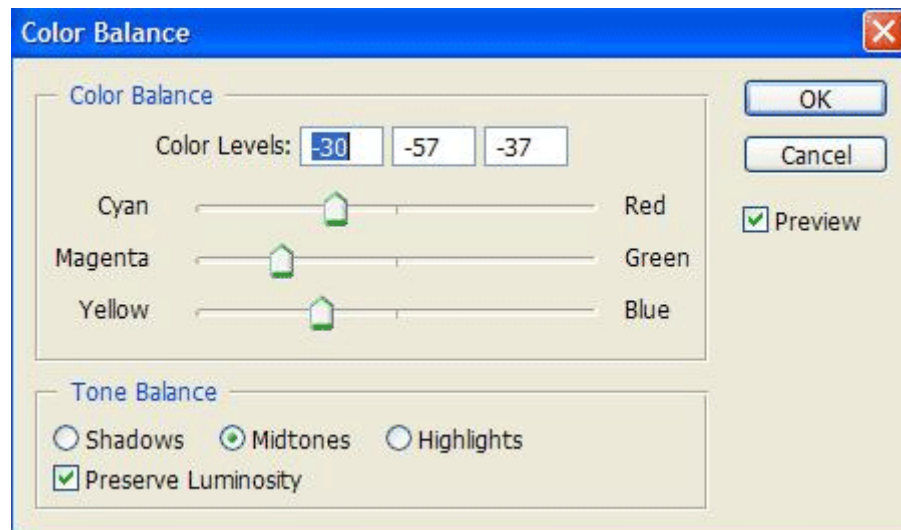 Color Balance
Color Balance
OK
Color Levels: -30 -57 -37
Cancel
Cyan Red
Preview
Magenta Green
Yellow Blue
Tone Balance
Shadows Midtones Highlights
Preserve Luminosity